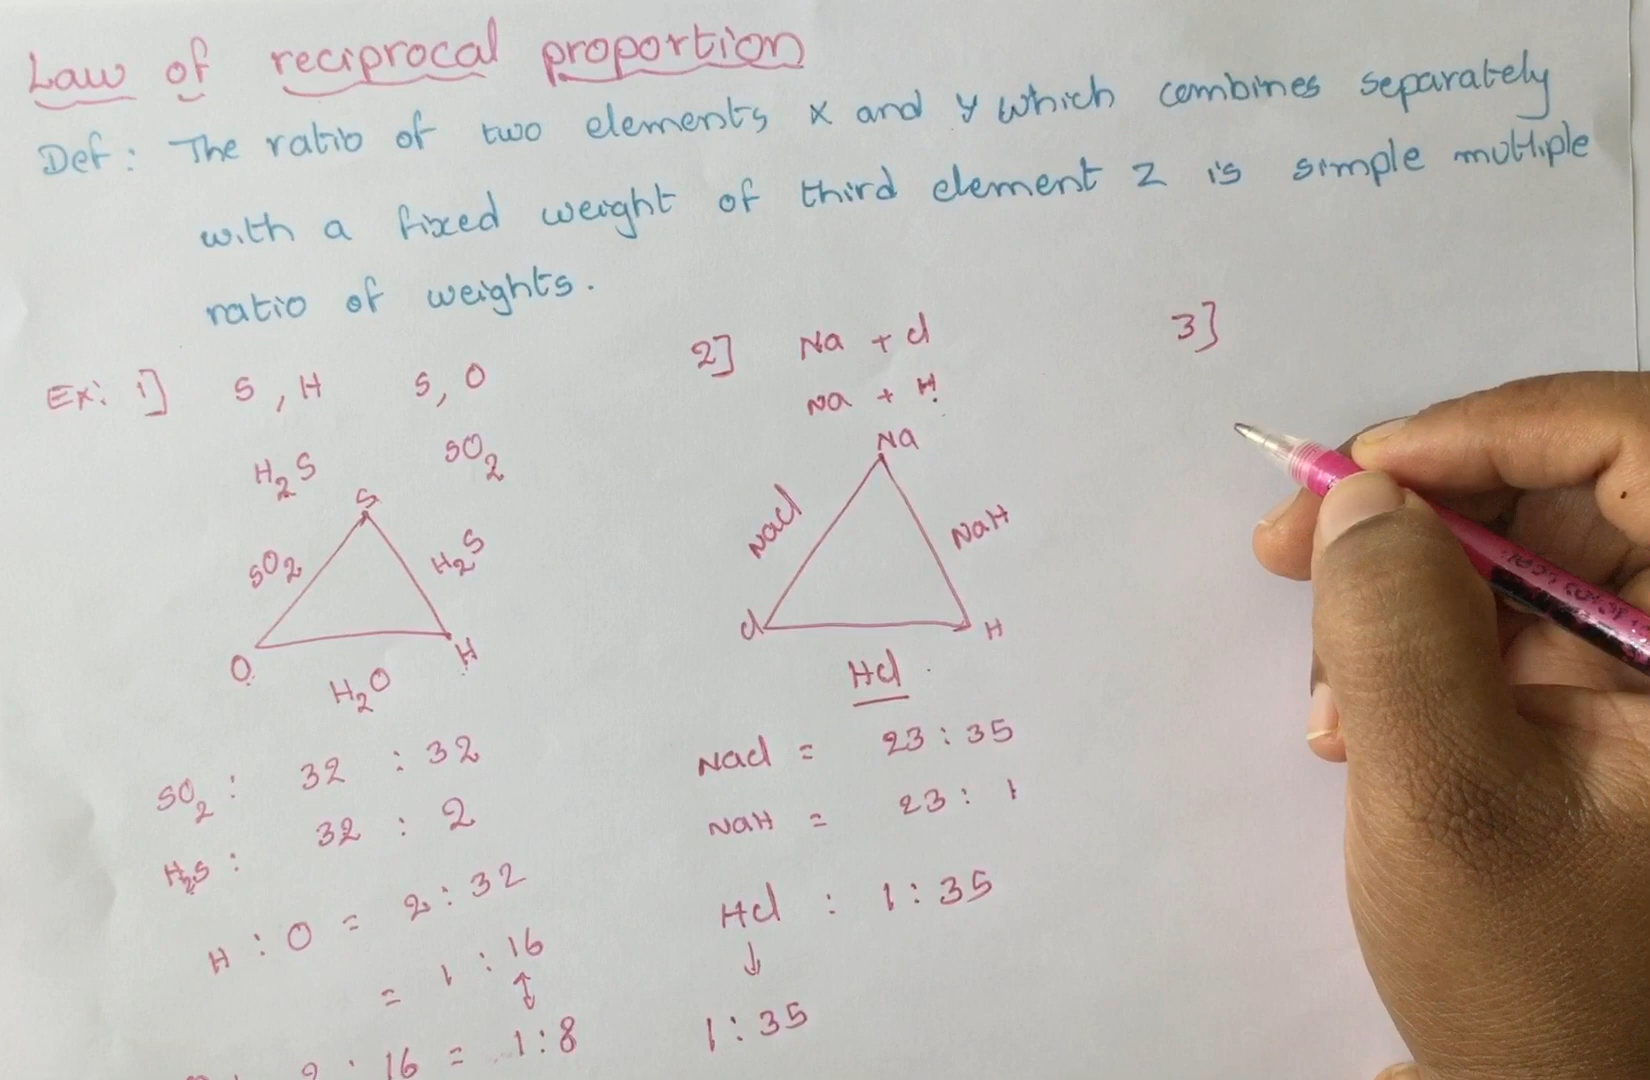 Law of reciprocal proportion
Def : The ratio of two elements x and y which combines separately
with a fixed weight of third element z is simple multiple
ratio of weights.
Ex: 1] S , H S, O
H2S SO2
S
SO2 H2S
O H
H2O
SO2 : 32 : 32
H2S : 32 : 2
H : O = 2 : 32
= 1 : 16
: 16 = 1 : 8
2] Na + Cl
Na + H
Na
NaCl NaH
Cl H
HCl
NaCl = 23 : 35
NaH = 23 : 1
HCl : 1 : 35
1 : 35
3]